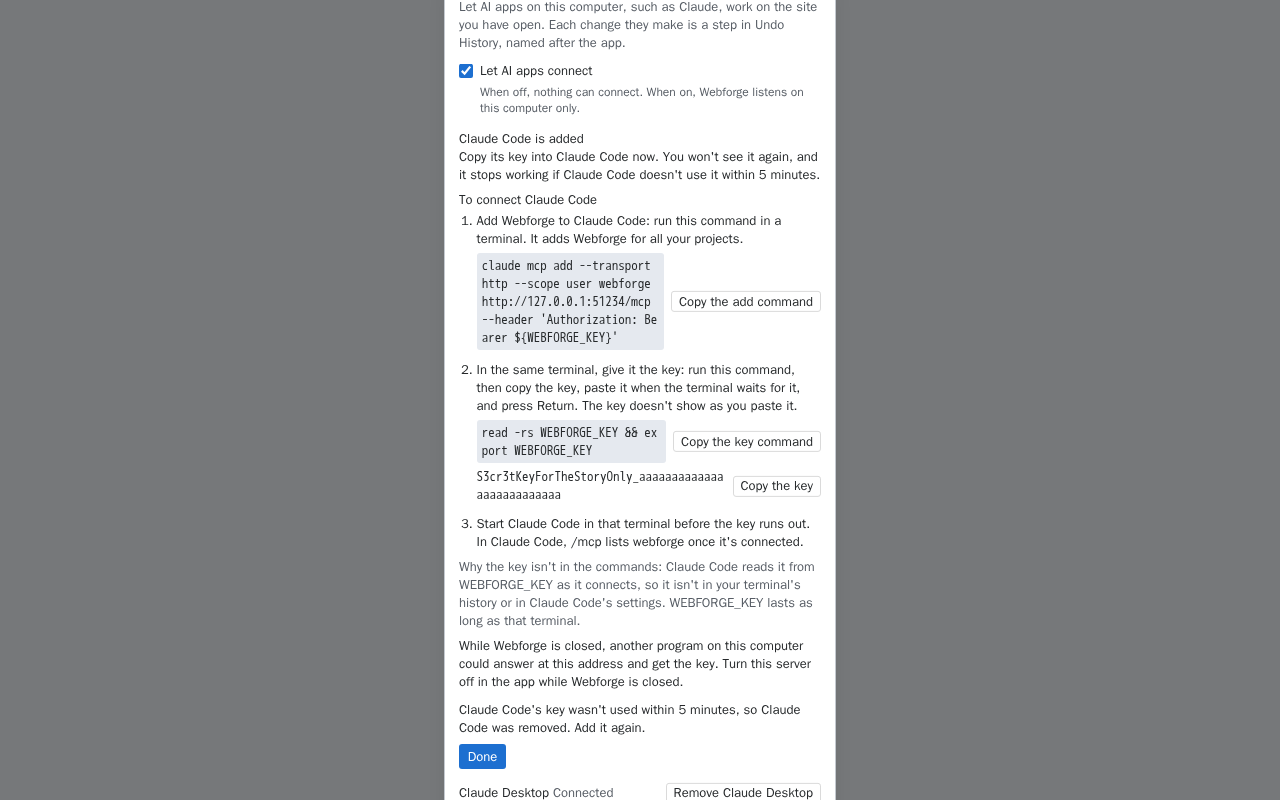 Let AI apps on this computer, such as Claude, work on the site
you have open. Each change they make is a step in Undo
History, named after the app.
Let AI apps connect
When off, nothing can connect. When on, Webforge listens on
this computer only.
Claude Code is added
Copy its key into Claude Code now. You won't see it again, and
it stops working if Claude Code doesn't use it within 5 minutes.
To connect Claude Code
1. Add Webforge to Claude Code: run this command in a
terminal. It adds Webforge for all your projects.
claude mcp add --transport
http --scope user webforge
http://127.0.0.1:51234/mcp
--header 'Authorization: Be
arer ${WEBFORGE_KEY}'
Copy the add command
2. In the same terminal, give it the key: run this command,
then copy the key, paste it when the terminal waits for it,
and press Return. The key doesn't show as you paste it.
read -rs WEBFORGE_KEY && ex
port WEBFORGE_KEY
Copy the key command
S3cr3tKeyForTheStoryOnly_aaaaaaaaaaaaa
aaaaaaaaaaaaa
Copy the key
3. Start Claude Code in that terminal before the key runs out.
In Claude Code, /mcp lists webforge once it's connected.
Why the key isn't in the commands: Claude Code reads it from
WEBFORGE_KEY as it connects, so it isn't in your terminal's
history or in Claude Code's settings. WEBFORGE_KEY lasts as
long as that terminal.
While Webforge is closed, another program on this computer
could answer at this address and get the key. Turn this server
off in the app while Webforge is closed.
Claude Code's key wasn't used within 5 minutes, so Claude
Code was removed. Add it again.
Done
Claude Desktop Connected
Remove Claude Desktop